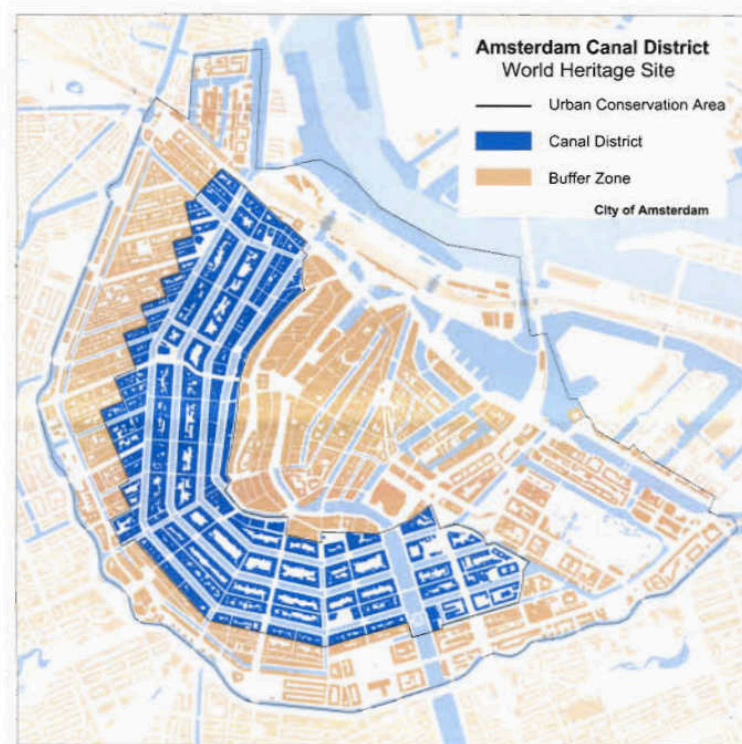 Amsterdam Canal District
World Heritage Site
Urban Conservation Area
Canal District
Buffer Zone
City of Amsterdam